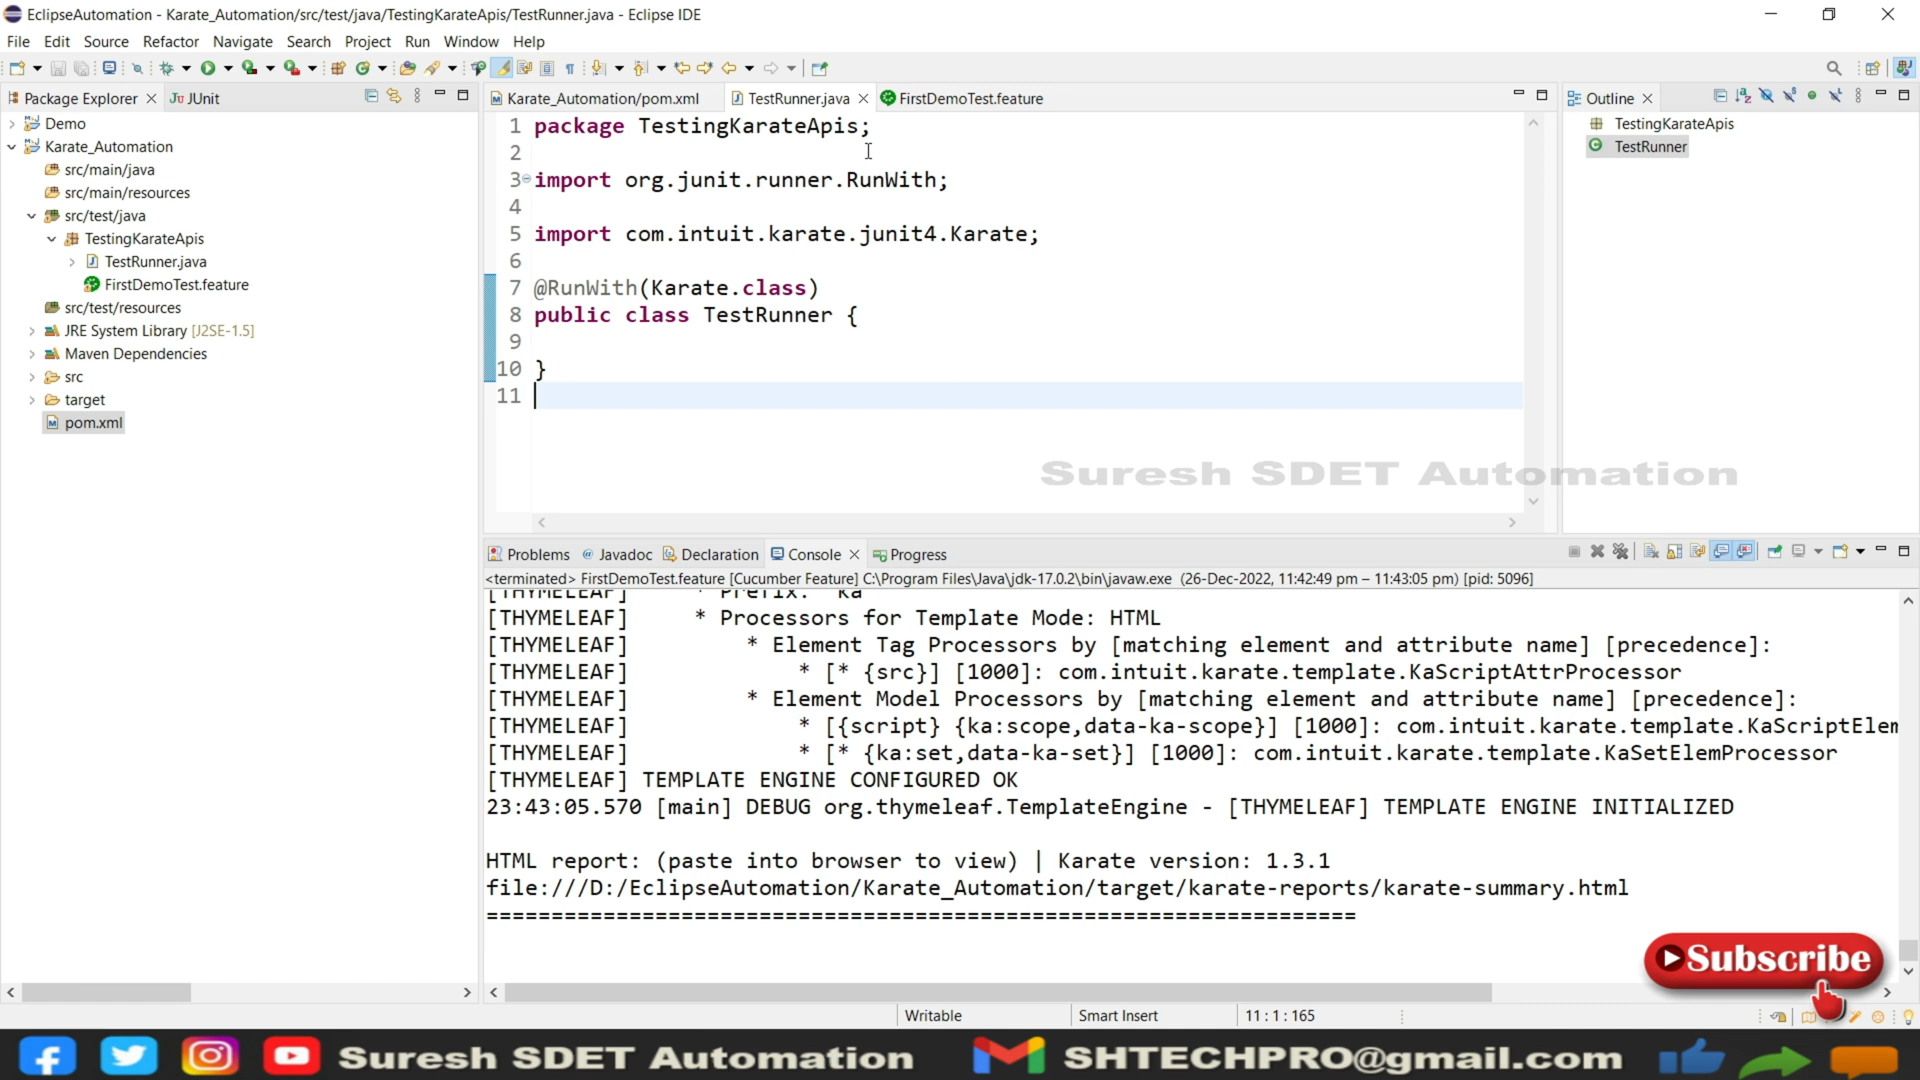 EclipseAutomation - Karate_Automation/src/test/java/TestingKarateApis/TestRunner.java - Eclipse IDE
File Edit Source Refactor Navigate Search Project Run Window Help
Package Explorer JUnit
Demo
Karate_Automation
src/main/java
src/main/resources
src/test/java
TestingKarateApis
TestRunner.java
FirstDemoTest.feature
src/test/resources
JRE System Library [J2SE-1.5]
Maven Dependencies
src
target
pom.xml
Karate_Automation/pom.xml TestRunner.java FirstDemoTest.feature
1 package TestingKarateApis;
2
3 import org.junit.runner.RunWith;
4
5 import com.intuit.karate.junit4.Karate;
6
7 @RunWith(Karate.class)
8 public class TestRunner {
9
10 }
11
Outline
TestingKarateApis
TestRunner
Suresh SDET Automation
Problems Javadoc Declaration Console Progress
<terminated> FirstDemoTest.feature [Cucumber Feature] C:\Program Files\Java\jdk-17.0.2\bin\javaw.exe (26-Dec-2022, 11:42:49 pm – 11:43:05 pm) [pid: 5096]
[THYMELEAF] * Prefix: "ka"
[THYMELEAF] * Processors for Template Mode: HTML
[THYMELEAF] * Element Tag Processors by [matching element and attribute name] [precedence]:
[THYMELEAF] * [* {src}] [1000]: com.intuit.karate.template.KaScriptAttrProcessor
[THYMELEAF] * Element Model Processors by [matching element and attribute name] [precedence]:
[THYMELEAF] * [{script} {ka:scope,data-ka-scope}] [1000]: com.intuit.karate.template.KaScriptElem
[THYMELEAF] * [* {ka:set,data-ka-set}] [1000]: com.intuit.karate.template.KaSetElemProcessor
[THYMELEAF] TEMPLATE ENGINE CONFIGURED OK
23:43:05.570 [main] DEBUG org.thymeleaf.TemplateEngine - [THYMELEAF] TEMPLATE ENGINE INITIALIZED
HTML report: (paste into browser to view) | Karate version: 1.3.1
file:///D:/EclipseAutomation/Karate_Automation/target/karate-reports/karate-summary.html
===================================================================
Subscribe
Writable Smart Insert 11 : 1 : 165
Suresh SDET Automation SHTECHPRO@gmail.com